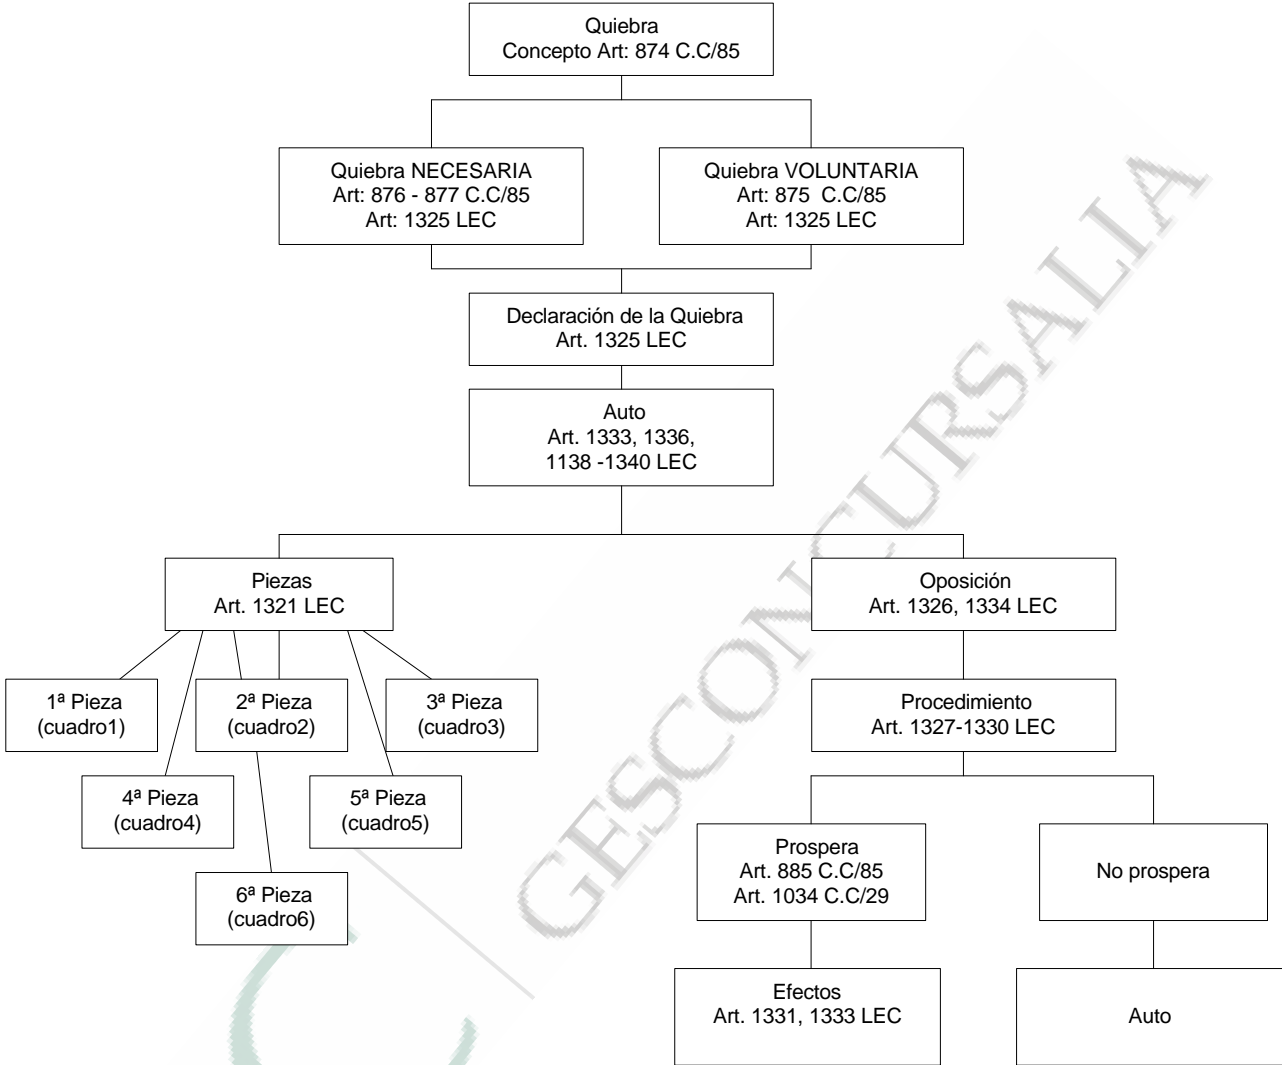 Quiebra
Concepto Art: 874 C.C/85
Quiebra NECESARIA
Art: 876 - 877 C.C/85
Art: 1325 LEC
Quiebra VOLUNTARIA
Art: 875 C.C/85
Art: 1325 LEC
Declaración de la Quiebra
Art. 1325 LEC
Auto
Art. 1333, 1336,
1138 -1340 LEC
Piezas
Art. 1321 LEC
Oposición
Art. 1326, 1334 LEC
1ª Pieza
(cuadro1)
2ª Pieza
(cuadro2)
3ª Pieza
(cuadro3)
Procedimiento
Art. 1327-1330 LEC
4ª Pieza
(cuadro4)
5ª Pieza
(cuadro5)
6ª Pieza
(cuadro6)
Prospera
Art. 885 C.C/85
Art. 1034 C.C/29
No prospera
Efectos
Art. 1331, 1333 LEC
Auto
GESCONCURSALIA